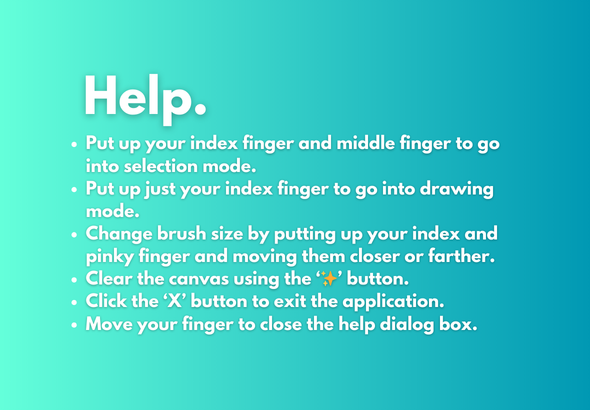 Help.
• Put up your index finger and middle finger to go
into selection mode.
• Put up just your index finger to go into drawing
mode.
• Change brush size by putting up your index and
pinky finger and moving them closer or farther.
• Clear the canvas using the ‘✨’ button.
• Click the ‘X’ button to exit the application.
• Move your finger to close the help dialog box.